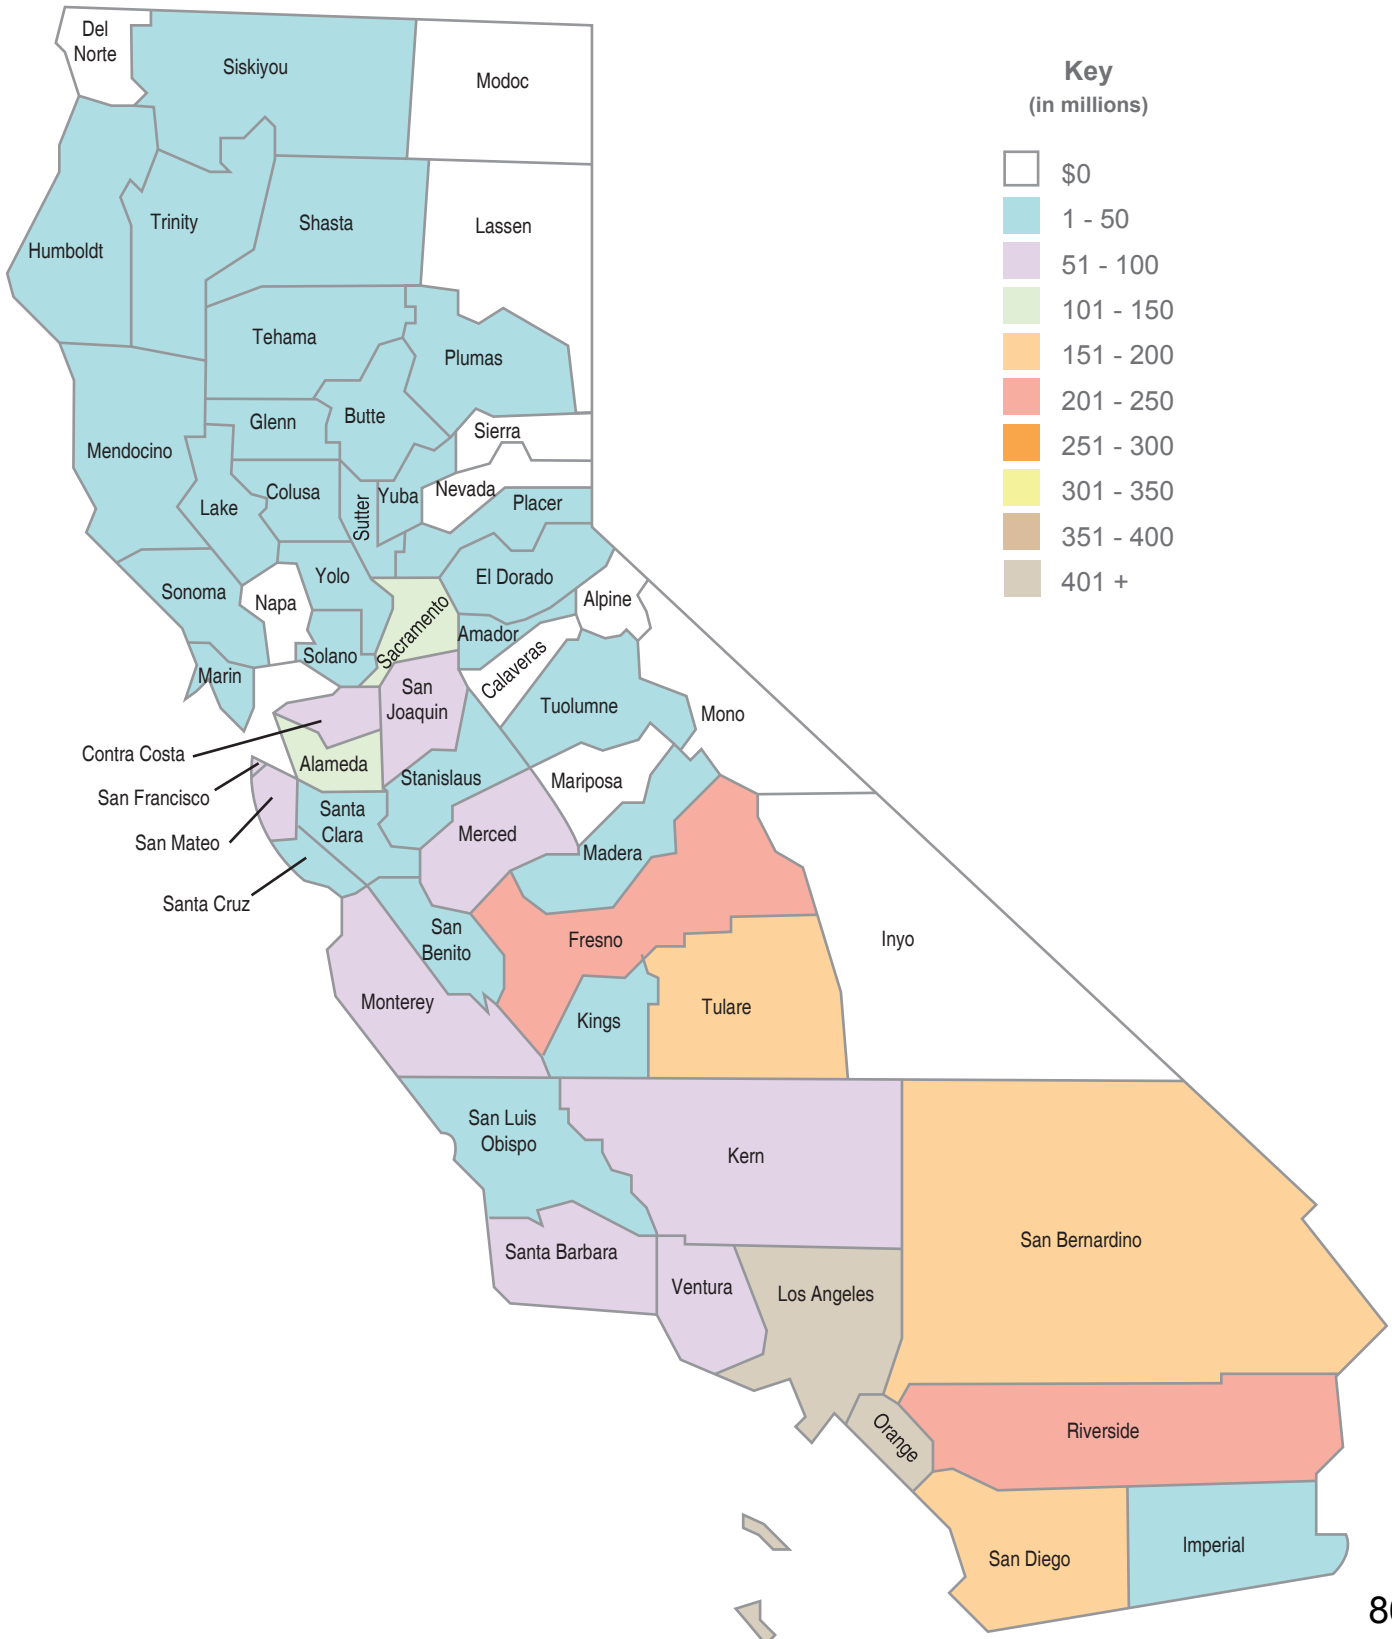 Del
Norte
Siskiyou
Modoc
Key
(in millions)
$0
1 - 50
51 - 100
101 - 150
151 - 200
201 - 250
251 - 300
301 - 350
351 - 400
401 +
Humboldt
Trinity
Shasta
Lassen
Tehama
Plumas
Mendocino
Glenn
Butte
Sierra
Lake
Colusa
Sutter
Yuba
Nevada
Placer
Sonoma
Napa
Yolo
El Dorado
Alpine
Marin
Solano
Sacramento
Amador
Calaveras
San
Joaquin
Tuolumne
Mono
Contra Costa
Alameda
Stanislaus
Mariposa
San Francisco
Santa
Clara
San Mateo
Merced
Madera
Santa Cruz
San
Benito
Fresno
Inyo
Monterey
Kings
Tulare
San Luis
Obispo
Kern
San Bernardino
Santa Barbara
Ventura
Los Angeles
Orange
Riverside
San Diego
Imperial